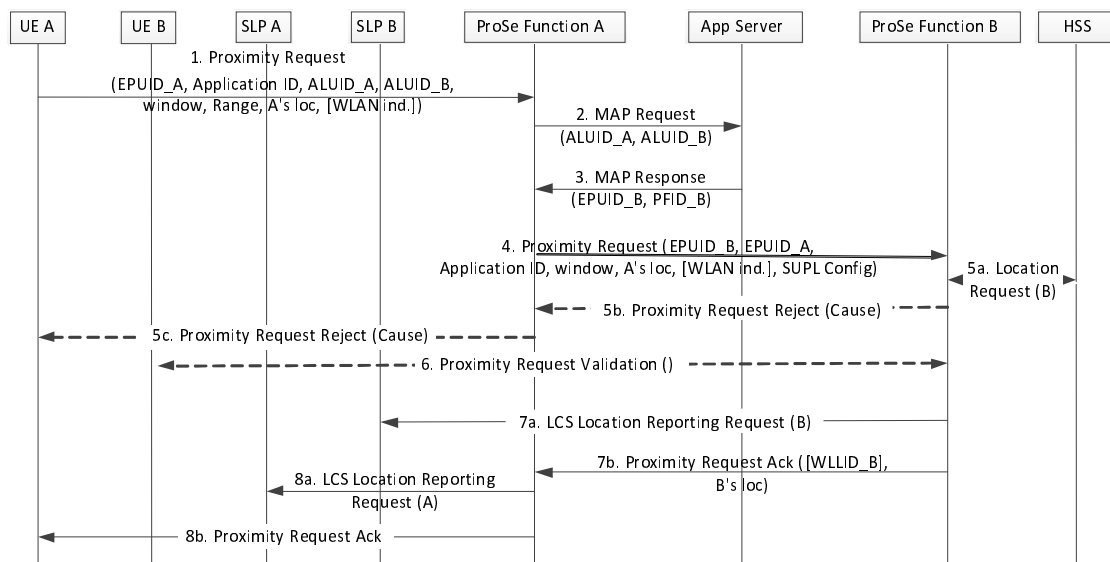 UE A
UE B
SLP A
SLP B
ProSe Function A
App Server
ProSe Function B
HSS
1. Proximity Request
(EPUID_A, Application ID, ALUID_A, ALUID_B,
window, Range, A's loc, [WLAN ind.])
2. MAP Request
(ALUID_A, ALUID_B)
3. MAP Response
(EPUID_B, PFID_B)
4. Proximity Request (EPUID_B, EPUID_A,
Application ID, window, A's loc, [WLAN ind.], SUPL Config)
5a. Location
Request (B)
5b. Proximity Request Reject (Cause)
5c. Proximity Request Reject (Cause)
6. Proximity Request Validation ()
7a. LCS Location Reporting Request (B)
7b. Proximity Request Ack ([WLLID_B],
B's loc)
8a. LCS Location Reporting
Request (A)
8b. Proximity Request Ack